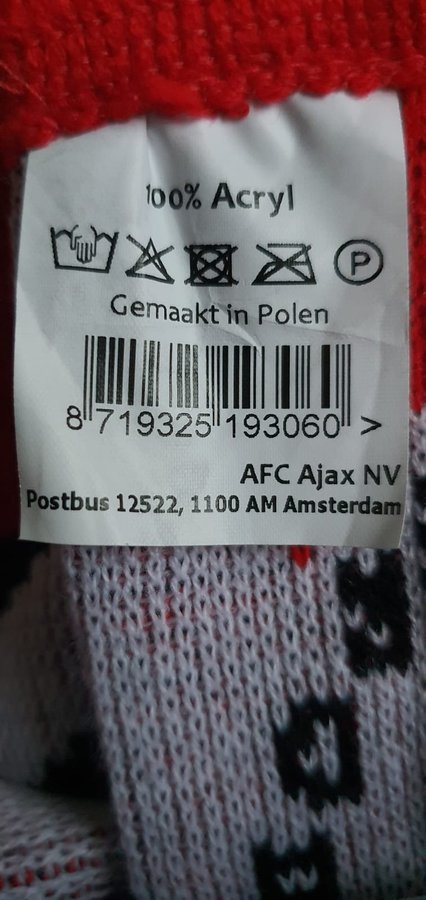 100% Acryl
P
Gemaakt in Polen
8 719325 193060 >
AFC Ajax NV
Postbus 12522, 1100 AM Amsterdam